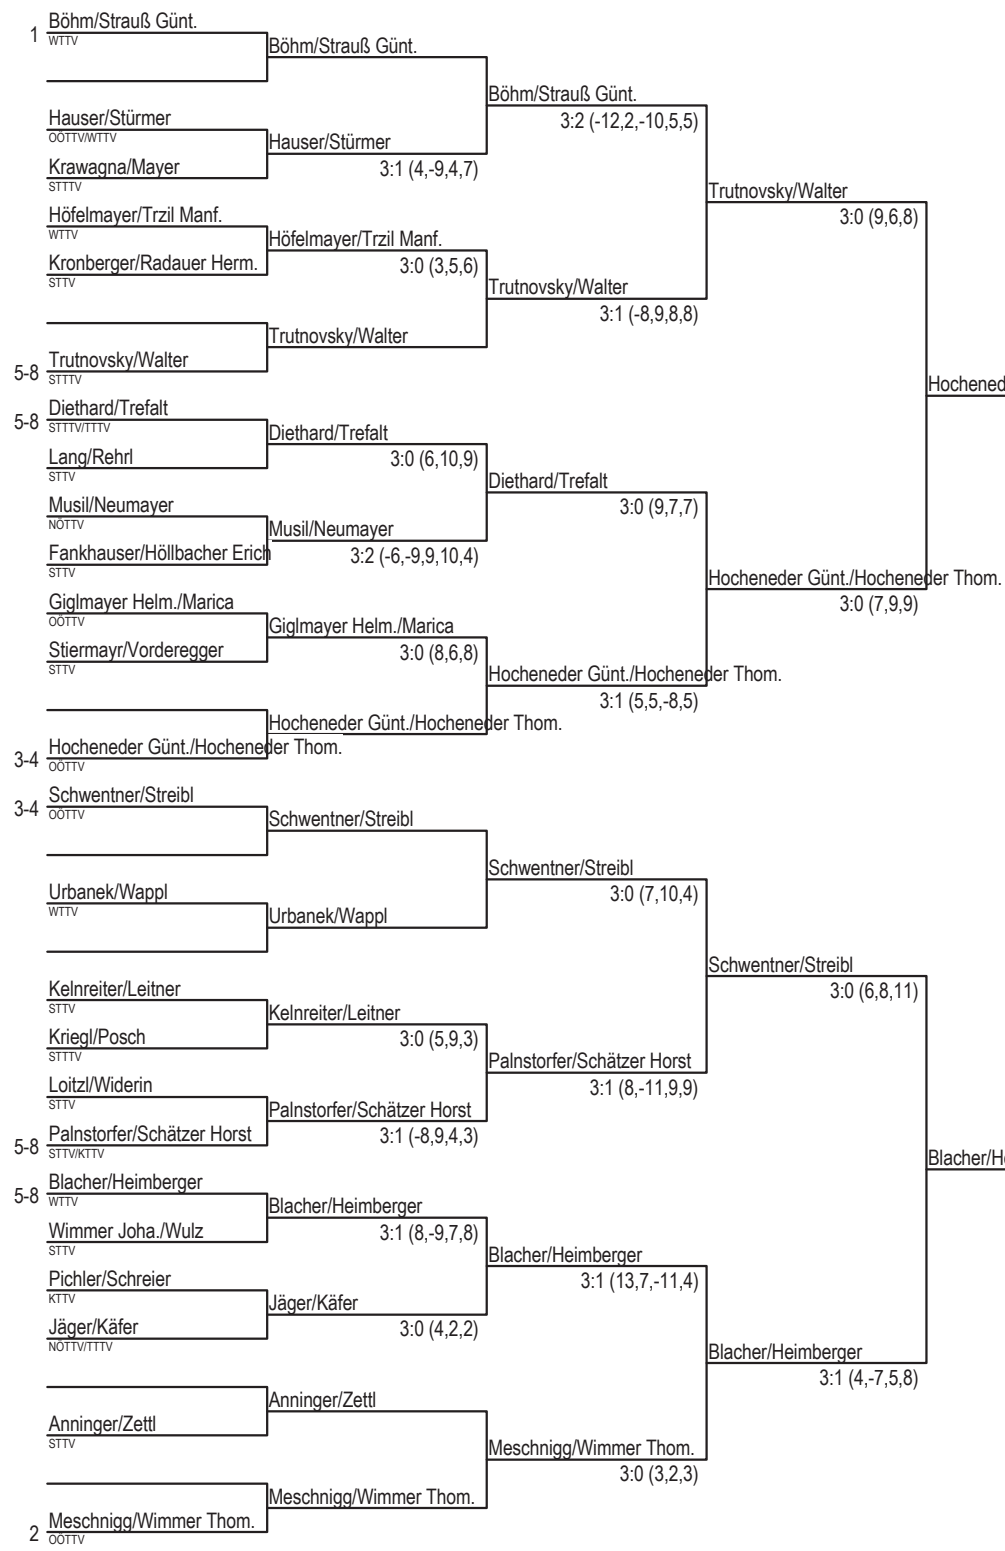 Böhm/Strauß Günt.
1
WTTV
Böhm/Strauß Günt.
Böhm/Strauß Günt.
3:2 (-12,2,-10,5,5)
Hauser/Stürmer
OÖTTV/WTTV
Hauser/Stürmer
3:1 (4,-9,4,7)
Krawagna/Mayer
STTTV
Trutnovsky/Walter
3:0 (9,6,8)
Höfelmayer/Trzil Manf.
WTTV
Höfelmayer/Trzil Manf.
3:0 (3,5,6)
Kronberger/Radauer Herm.
STTV
Trutnovsky/Walter
3:1 (-8,9,8,8)
Trutnovsky/Walter
Trutnovsky/Walter
5-8
STTTV
Hochened
Diethard/Trefalt
5-8
STTTV/TTTV
Diethard/Trefalt
3:0 (6,10,9)
Lang/Rehrl
STTV
Diethard/Trefalt
3:0 (9,7,7)
Musil/Neumayer
NÖTTV
Musil/Neumayer
3:2 (-6,-9,9,10,4)
Fankhauser/Höllbacher Erich
STTV
Hocheneder Günt./Hocheneder Thom.
3:0 (7,9,9)
Giglmayer Helm./Marica
OÖTTV
Giglmayer Helm./Marica
3:0 (8,6,8)
Stiermayr/Vorderegger
STTV
Hocheneder Günt./Hocheneder Thom.
3:1 (5,5,-8,5)
Hocheneder Günt./Hocheneder Thom.
Hocheneder Günt./Hocheneder Thom.
3-4
OÖTTV
Schwentner/Streibl
3-4
OÖTTV
Schwentner/Streibl
Schwentner/Streibl
3:0 (7,10,4)
Urbanek/Wappl
WTTV
Urbanek/Wappl
Schwentner/Streibl
3:0 (6,8,11)
Kelnreiter/Leitner
STTV
Kelnreiter/Leitner
3:0 (5,9,3)
Kriegl/Posch
STTTV
Palnstorfer/Schätzer Horst
3:1 (8,-11,9,9)
Loitzl/Widerin
STTV
Palnstorfer/Schätzer Horst
3:1 (-8,9,4,3)
Palnstorfer/Schätzer Horst
5-8
STTV/KTTV
Blacher/He
Blacher/Heimberger
5-8
WTTV
Blacher/Heimberger
3:1 (8,-9,7,8)
Wimmer Joha./Wulz
STTV
Blacher/Heimberger
3:1 (13,7,-11,4)
Pichler/Schreier
KTTV
Jäger/Käfer
3:0 (4,2,2)
Jäger/Käfer
NÖTTV/TTTV
Blacher/Heimberger
3:1 (4,-7,5,8)
Anninger/Zettl
Anninger/Zettl
STTV
Meschnigg/Wimmer Thom.
3:0 (3,2,3)
Meschnigg/Wimmer Thom.
Meschnigg/Wimmer Thom.
2
OÖTTV